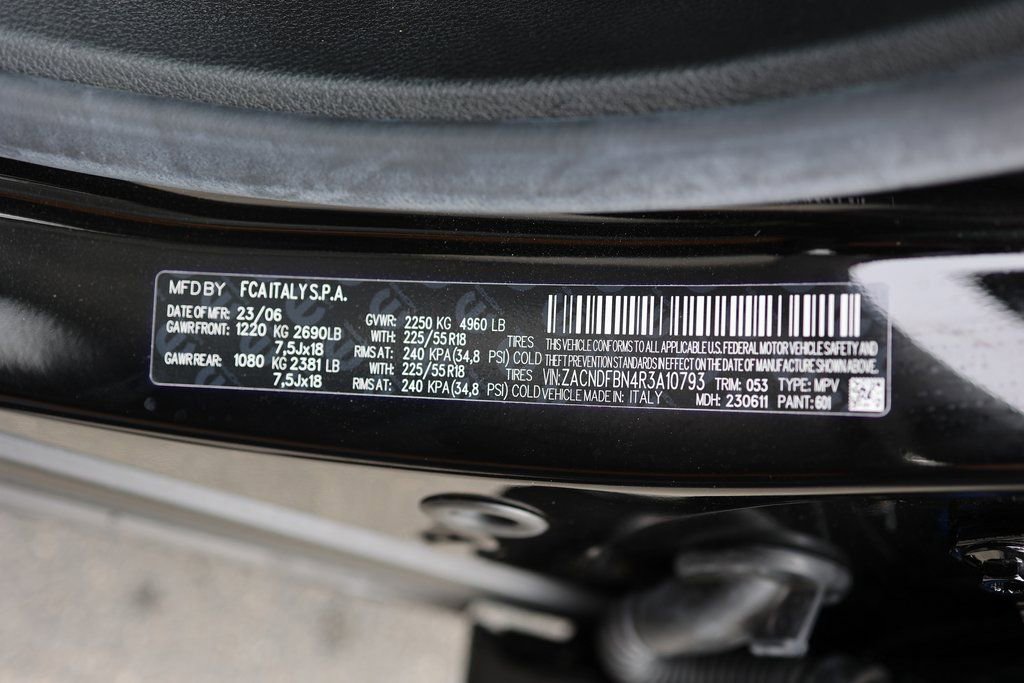 MFD BY FCA ITALY S.P.A.
DATE OF MFR: 23/06 GVWR: 2250 KG 4960 LB
GAWR FRONT: 1220 KG 2690LB WITH: 225/55R18 TIRES
7,5Jx18 RIMS AT: 240 KPA(34,8 PSI) COLD
GAWR REAR: 1080 KG 2381 LB WITH: 225/55R18 TIRES
7,5Jx18 RIMS AT: 240 KPA(34,8 PSI) COLD
THIS VEHICLE CONFORMS TO ALL APPLICABLE U.S. FEDERAL MOTOR VEHICLE SAFETY AND
THEFT PREVENTION STANDARDS IN EFFECT ON THE DATE OF MANUFACTURE SHOWN ABOVE.
VIN: ZACNDFBN4R3A10793 TRIM: 053 TYPE: MPV
VEHICLE MADE IN: ITALY MDH: 230611 PAINT: 601